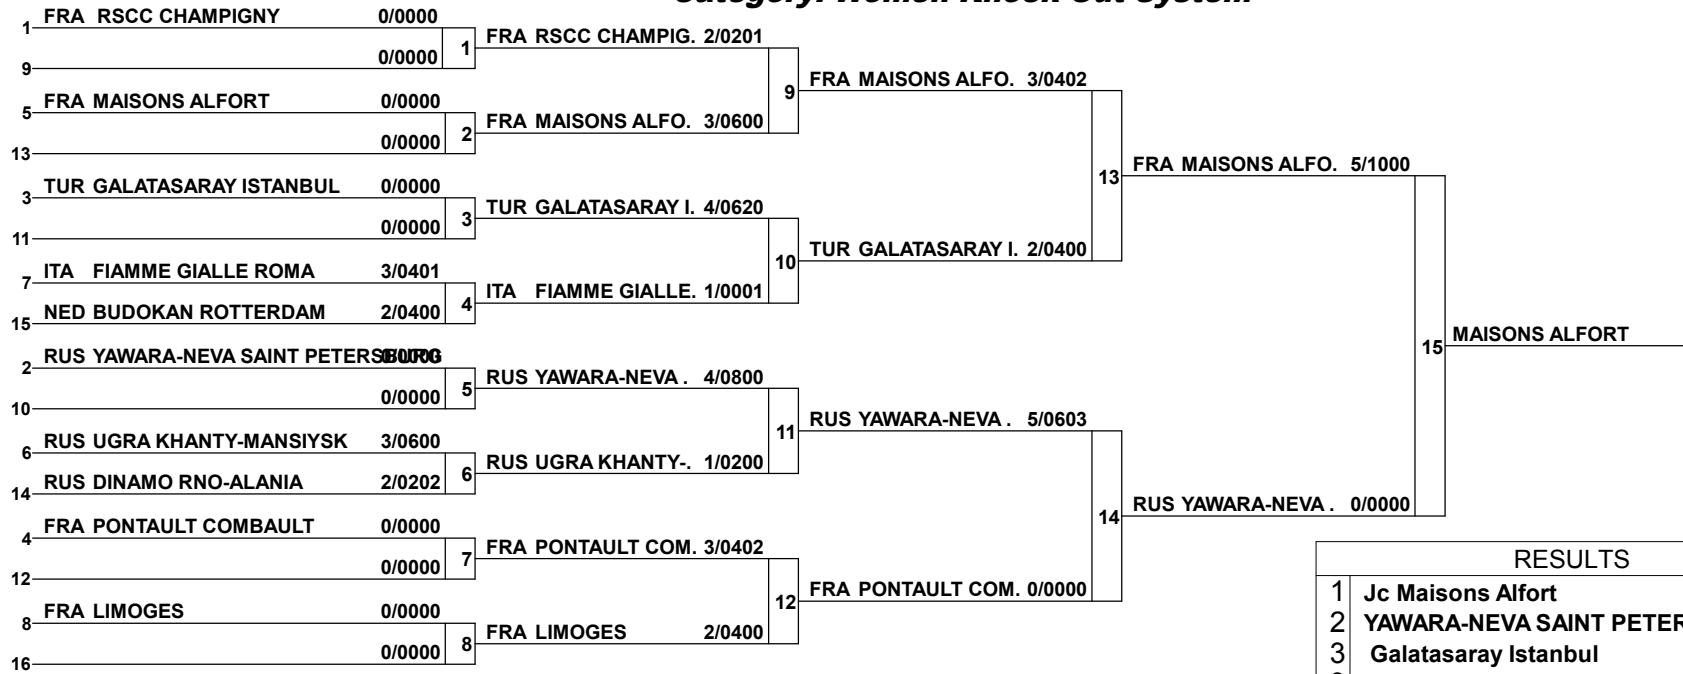 Category: Women Knock Out System
1 FRA RSCC CHAMPIGNY 0/0000
9 0/0000
1 FRA RSCC CHAMPIG. 2/0201
5 FRA MAISONS ALFORT 0/0000
13 0/0000
2 FRA MAISONS ALFO. 3/0600
9 FRA MAISONS ALFO. 3/0402
3 TUR GALATASARAY ISTANBUL 0/0000
11 0/0000
3 TUR GALATASARAY I. 4/0620
7 ITA FIAMME GIALLE ROMA 3/0401
15 NED BUDOKAN ROTTERDAM 2/0400
4 ITA FIAMME GIALLE. 1/0001
10 TUR GALATASARAY I. 2/0400
13 FRA MAISONS ALFO. 5/1000
2 RUS YAWARA-NEVA SAINT PETERSBURG 0/0000
10 0/0000
5 RUS YAWARA-NEVA . 4/0800
6 RUS UGRA KHANTY-MANSIYSK 3/0600
14 RUS DINAMO RNO-ALANIA 2/0202
6 RUS UGRA KHANTY-. 1/0200
11 RUS YAWARA-NEVA . 5/0603
4 FRA PONTAULT COMBAULT 0/0000
12 0/0000
7 FRA PONTAULT COM. 3/0402
8 FRA LIMOGES 0/0000
16 0/0000
8 FRA LIMOGES 2/0400
12 FRA PONTAULT COM. 0/0000
14 RUS YAWARA-NEVA . 0/0000
15 MAISONS ALFORT
RESULTS
1 Jc Maisons Alfort
2 YAWARA-NEVA SAINT PETER
3 Galatasaray Istanbul